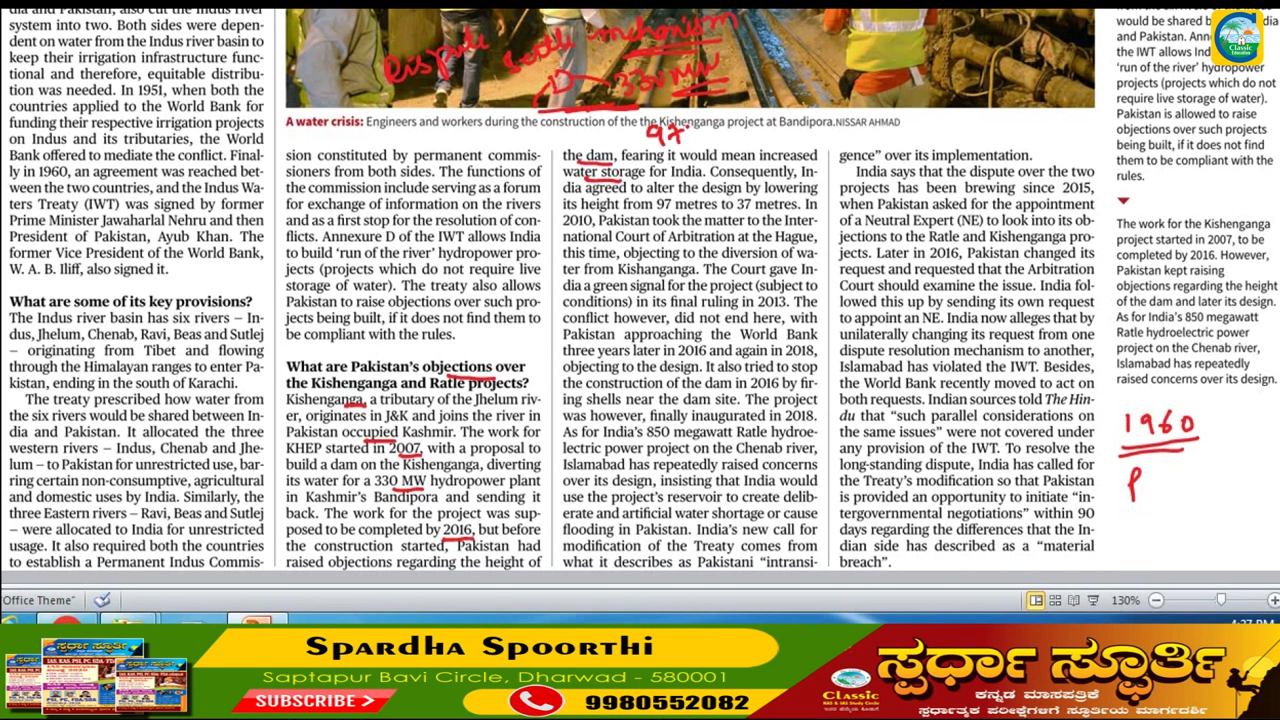 dia and Pakistan, also cut the Indus river
system into two. Both sides were depen-
dent on water from the Indus river basin to
keep their irrigation infrastructure func-
tional and therefore, equitable distribu-
tion was needed. In 1951, when both the
countries applied to the World Bank for
funding their respective irrigation projects
on Indus and its tributaries, the World
Bank offered to mediate the conflict. Final-
ly in 1960, an agreement was reached bet-
ween the two countries, and the Indus Wa-
ters Treaty (IWT) was signed by former
Prime Minister Jawaharlal Nehru and then
President of Pakistan, Ayub Khan. The
former Vice President of the World Bank,
W. A. B. Iliff, also signed it.
What are some of its key provisions?
The Indus river basin has six rivers – In-
dus, Jhelum, Chenab, Ravi, Beas and Sutlej
– originating from Tibet and flowing
through the Himalayan ranges to enter Pa-
kistan, ending in the south of Karachi.
The treaty prescribed how water from
the six rivers would be shared between In-
dia and Pakistan. It allocated the three
western rivers – Indus, Chenab and Jhe-
lum – to Pakistan for unrestricted use, bar-
ring certain non-consumptive, agricultural
and domestic uses by India. Similarly, the
three Eastern rivers – Ravi, Beas and Sutlej
– were allocated to India for unrestricted
usage. It also required both the countries
to establish a Permanent Indus Commis-
Dispute settle mechanism
D 330 MW
A water crisis: Engineers and workers during the construction of the the Kishenganga project at Bandipora. NISSAR AHMAD
97
sion constituted by permanent commis-
sioners from both sides. The functions of
the commission include serving as a forum
for exchange of information on the rivers
and as a first stop for the resolution of con-
flicts. Annexure D of the IWT allows India
to build ‘run of the river’ hydropower pro-
jects (projects which do not require live
storage of water). The treaty also allows
Pakistan to raise objections over such pro-
jects being built, if it does not find them to
be compliant with the rules.
What are Pakistan’s objections over
the Kishenganga and Ratle projects?
Kishenganga, a tributary of the Jhelum riv-
er, originates in J&K and joins the river in
Pakistan occupied Kashmir. The work for
KHEP started in 2007, with a proposal to
build a dam on the Kishenganga, diverting
its water for a 330 MW hydropower plant
in Kashmir’s Bandipora and sending it
back. The work for the project was sup-
posed to be completed by 2016, but before
the construction started, Pakistan had
raised objections regarding the height of
the dam, fearing it would mean increased
water storage for India. Consequently, In-
dia agreed to alter the design by lowering
its height from 97 metres to 37 metres. In
2010, Pakistan took the matter to the Inter-
national Court of Arbitration at the Hague,
this time, objecting to the diversion of wa-
ter from Kishanganga. The Court gave In-
dia a green signal for the project (subject to
conditions) in its final ruling in 2013. The
conflict however, did not end here, with
Pakistan approaching the World Bank
three years later in 2016 and again in 2018,
objecting to the design. It also tried to stop
the construction of the dam in 2016 by fir-
ing shells near the dam site. The project
was however, finally inaugurated in 2018.
As for India’s 850 megawatt Ratle hydroe-
lectric power project on the Chenab river,
Islamabad has repeatedly raised concerns
over its design, insisting that India would
use the project’s reservoir to create delib-
erate and artificial water shortage or cause
flooding in Pakistan. India’s new call for
modification of the Treaty comes from
what it describes as Pakistani “intransi-
gence” over its implementation.
India says that the dispute over the two
projects has been brewing since 2015,
when Pakistan asked for the appointment
of a Neutral Expert (NE) to look into its ob-
jections to the Ratle and Kishenganga pro-
jects. Later in 2016, Pakistan changed its
request and requested that the Arbitration
Court should examine the issue. India fol-
lowed this up by sending its own request
to appoint an NE. India now alleges that by
unilaterally changing its request from one
dispute resolution mechanism to another,
Islamabad has violated the IWT. Besides,
the World Bank recently moved to act on
both requests. Indian sources told The Hin-
du that “such parallel considerations on
the same issues” were not covered under
any provision of the IWT. To resolve the
long-standing dispute, India has called for
the Treaty’s modification so that Pakistan
is provided an opportunity to initiate “in-
tergovernmental negotiations” within 90
days regarding the differences that the In-
dian side has described as a “material
breach”.
would be shared b
and Pakistan. Ann
the IWT allows Ind
‘run of the river’ hydropower
projects (projects which do not
require live storage of water).
Pakistan is allowed to raise
objections over such projects
being built, if it does not find
them to be compliant with the
rules.
The work for the Kishenganga
project started in 2007, to be
completed by 2016. However,
Pakistan kept raising
objections regarding the height
of the dam and later its design.
As for India’s 850 megawatt
Ratle hydroelectric power
project on the Chenab river,
Islamabad has repeatedly
raised concerns over its design.
1960
P
Classic
Education
Office Theme"
130%
4:27 PM
Spardha Spoorthi
Saptapur Bavi Circle, Dharwad - 580001
SUBSCRIBE 9980552082
ಸ್ಪರ್ಧಾ ಸ್ಫೂರ್ತಿ
Classic
KAS & IAS Study Circle
ಕನ್ನಡ ಮಾಸಪತ್ರಿಕೆ
ಸ್ಪರ್ಧಾತ್ಮಕ ಪರೀಕ್ಷೆಗಳಿಗೆ ಸ್ಫೂರ್ತಿಯ ಮಾರ್ಗದರ್ಶಿ